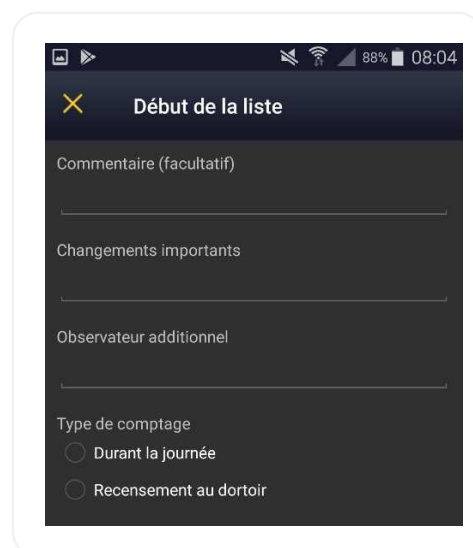 88% 08:04
Début de la liste
Commentaire (facultatif)
Changements importants
Observateur additionnel
Type de comptage
Durant la journée
Recensement au dortoir